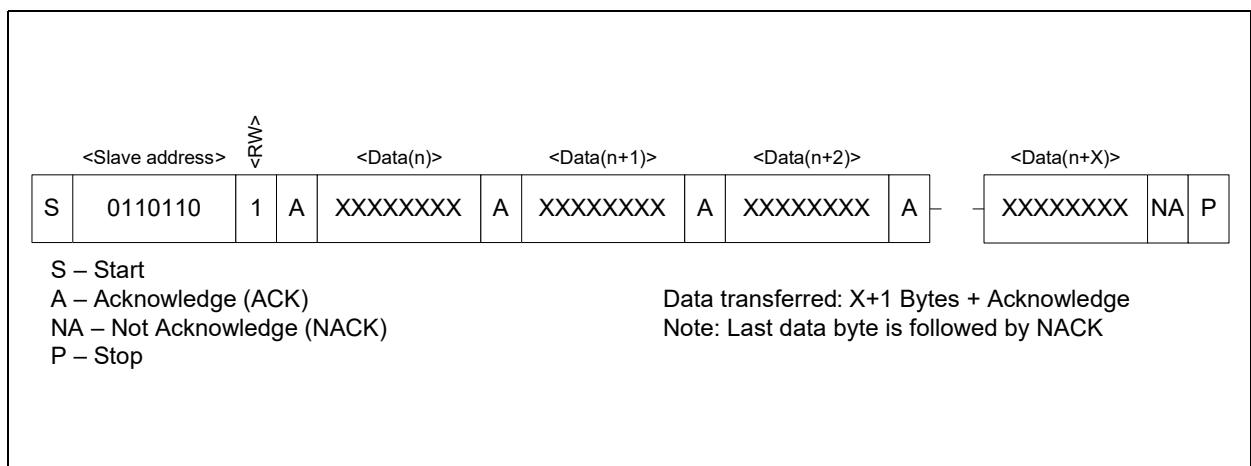 <Slave address> <RW> <Data(n)> <Data(n+1)> <Data(n+2)> <Data(n+X)>
S 0110110 1 A XXXXXXXX A XXXXXXXX A XXXXXXXX A XXXXXXXX NA P
S – Start
A – Acknowledge (ACK)
NA – Not Acknowledge (NACK)
P – Stop
Data transferred: X+1 Bytes + Acknowledge
Note: Last data byte is followed by NACK